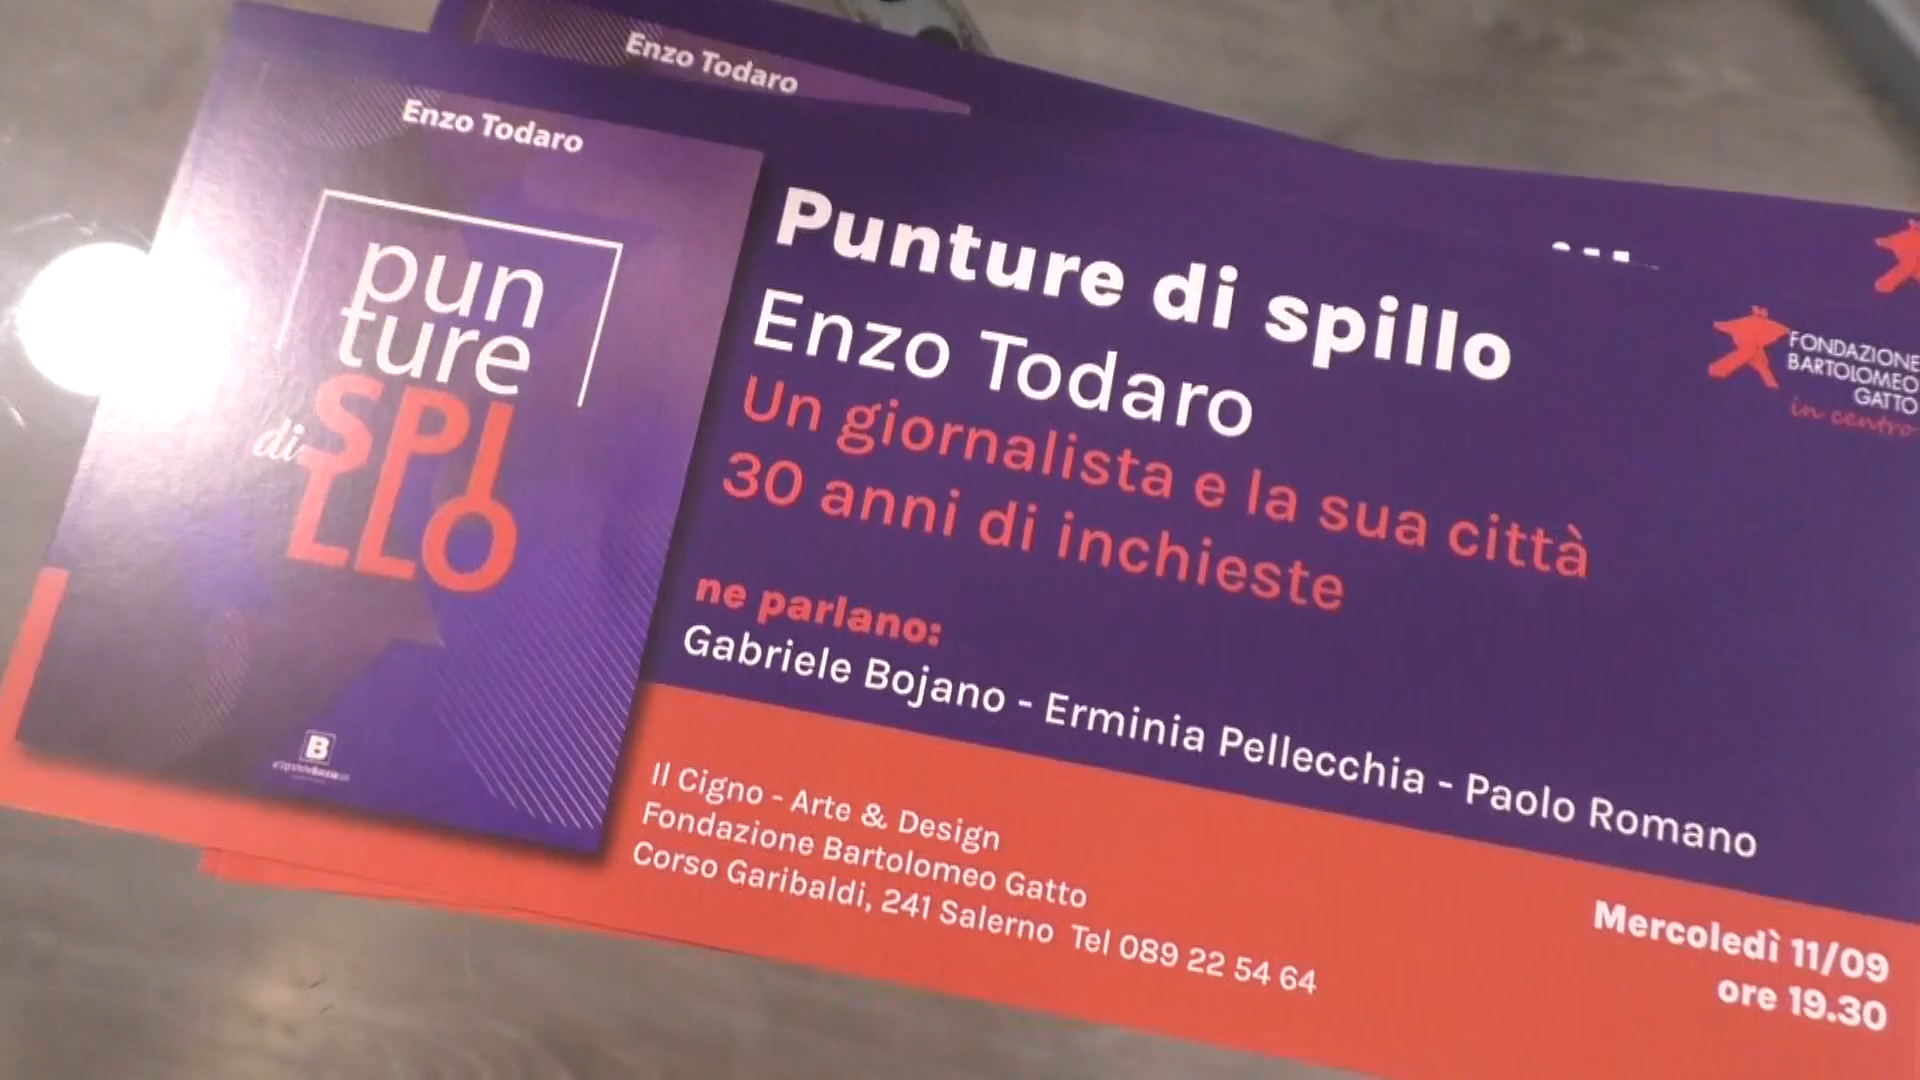 Enzo Todaro
Enzo Todaro
pun
ture
di SPI
LLO
B
Punture di spillo
Enzo Todaro
Un giornalista e la sua città
30 anni di inchieste
ne parlano:
Gabriele Bojano - Erminia Pellecchia - Paolo Romano
FONDAZIONE
BARTOLOMEO
GATTO
in centro
Il Cigno - Arte & Design
Fondazione Bartolomeo Gatto
Corso Garibaldi, 241 Salerno Tel 089 22 54 64
Mercoledì 11/09
ore 19.30